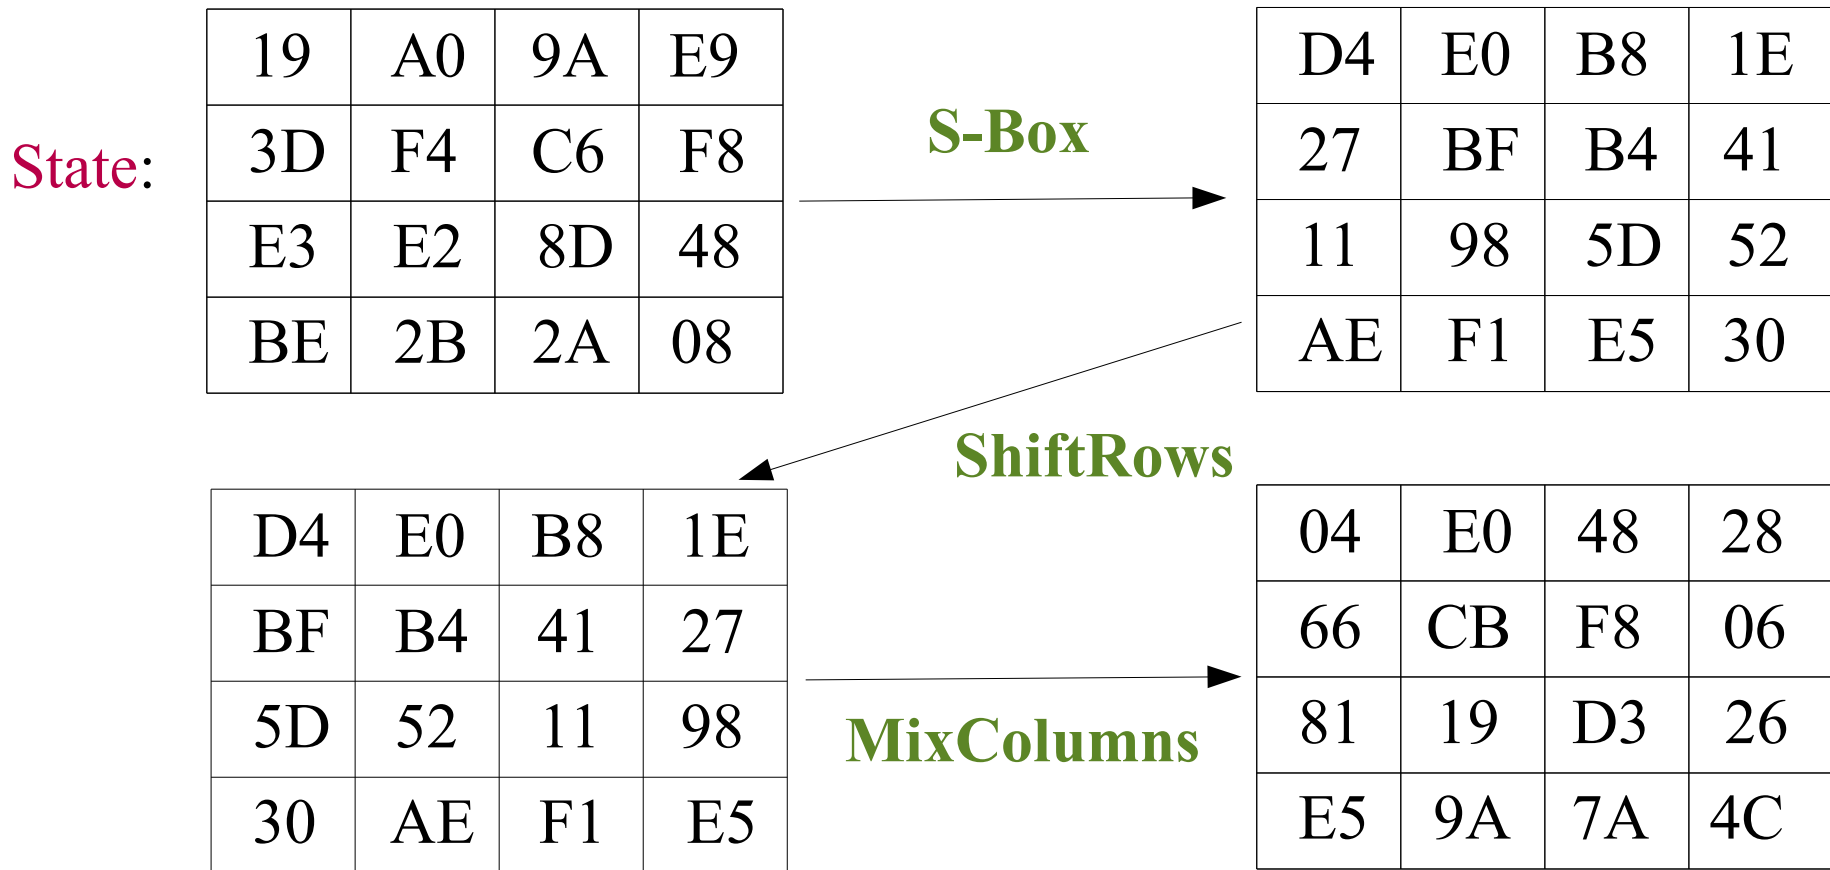 State:
19 A0 9A E9
3D F4 C6 F8
E3 E2 8D 48
BE 2B 2A 08
S-Box
D4 E0 B8 1E
27 BF B4 41
11 98 5D 52
AE F1 E5 30
ShiftRows
D4 E0 B8 1E
BF B4 41 27
5D 52 11 98
30 AE F1 E5
MixColumns
04 E0 48 28
66 CB F8 06
81 19 D3 26
E5 9A 7A 4C